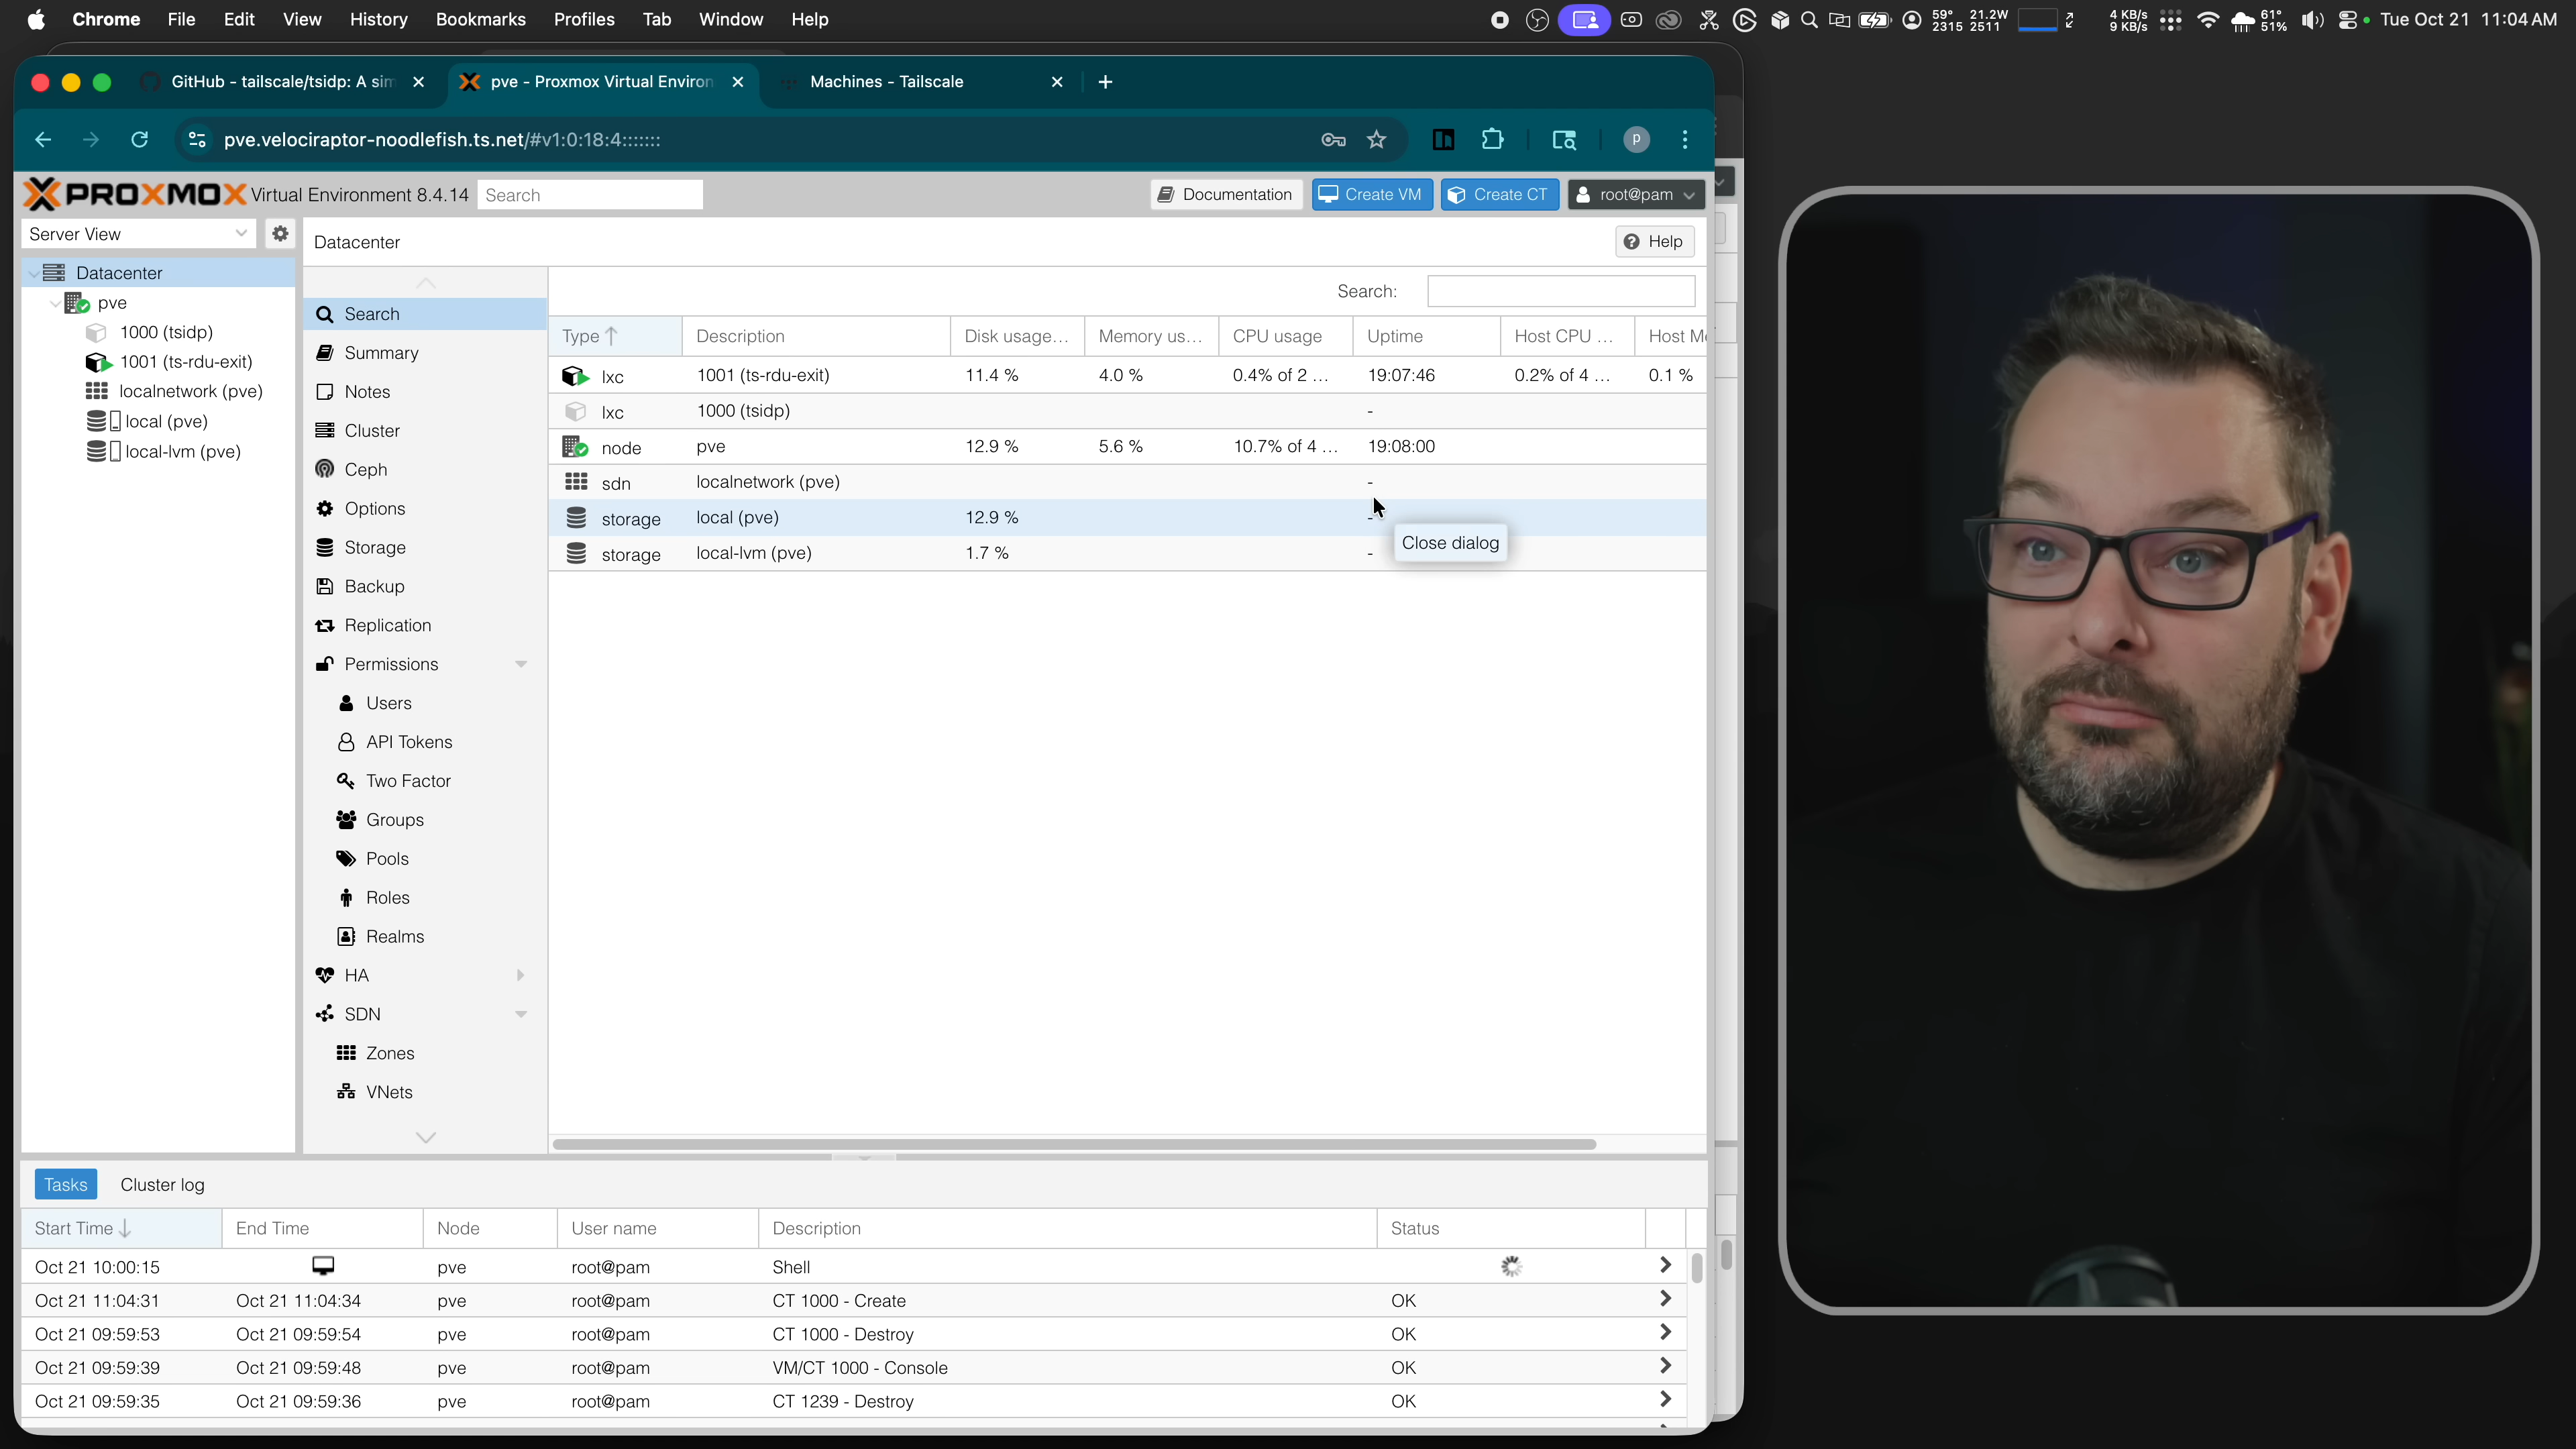 Chrome File Edit View History Bookmarks Profiles Tab Window Help
59° 21.2W 4 KB/s 61° Tue Oct 21 11:04 AM
2315 2511 9 KB/s 51%
GitHub - tailscale/tsidp: A sim pve - Proxmox Virtual Environ Machines - Tailscale
pve.velociraptor-noodlefish.ts.net/#v1:0:18:4:::::::
P
PROXMOX Virtual Environment 8.4.14 Search Documentation Create VM Create CT root@pam
Server View
Datacenter
pve
1000 (tsidp)
1001 (ts-rdu-exit)
localnetwork (pve)
local (pve)
local-lvm (pve)
Datacenter Help
Search
Summary
Notes
Cluster
Ceph
Options
Storage
Backup
Replication
Permissions
Users
API Tokens
Two Factor
Groups
Pools
Roles
Realms
HA
SDN
Zones
VNets
Search:
Type Description Disk usage... Memory us... CPU usage Uptime Host CPU ...
lxc 1001 (ts-rdu-exit) 11.4 % 4.0 % 0.4% of 2 ... 19:07:46 0.2% of 4 ... 0.1 %
lxc 1000 (tsidp) -
node pve 12.9 % 5.6 % 10.7% of 4 ... 19:08:00
sdn localnetwork (pve) -
storage local (pve) 12.9 % -
storage local-lvm (pve) 1.7 % -
Close dialog
Tasks Cluster log
Start Time End Time Node User name Description Status
Oct 21 10:00:15 pve root@pam Shell
Oct 21 11:04:31 Oct 21 11:04:34 pve root@pam CT 1000 - Create OK
Oct 21 09:59:53 Oct 21 09:59:54 pve root@pam CT 1000 - Destroy OK
Oct 21 09:59:39 Oct 21 09:59:48 pve root@pam VM/CT 1000 - Console OK
Oct 21 09:59:35 Oct 21 09:59:36 pve root@pam CT 1239 - Destroy OK